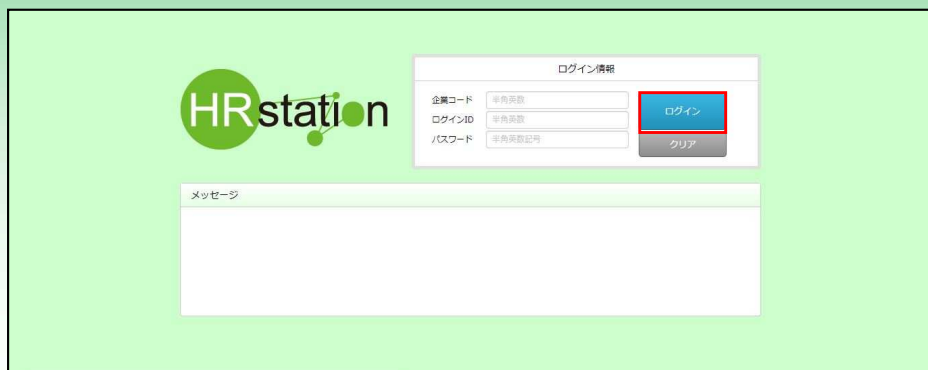 HRstation
ログイン情報
企業コード 半角英数
ログインID 半角英数
パスワード 半角英数記号
ログイン
クリア
メッセージ